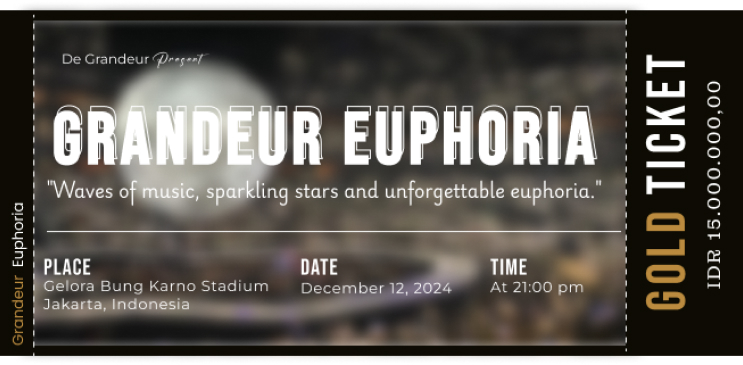 De Grandeur Present
GRANDEUR EUPHORIA
"Waves of music, sparkling stars and unforgettable euphoria."
PLACE
Gelora Bung Karno Stadium
Jakarta, Indonesia
DATE
December 12, 2024
TIME
At 21:00 pm
Grandeur Euphoria
GOLD TICKET
IDR 15.000.000,00